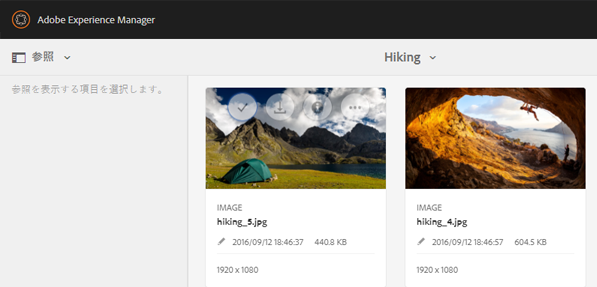 Adobe Experience Manager
参照
Hiking
参照を表示する項目を選択します。
IMAGE
hiking_5.jpg
2016/09/12 18:46:37 440.8 KB
1920 x 1080
IMAGE
hiking_4.jpg
2016/09/12 18:46:57 604.5 KB
1920 x 1080